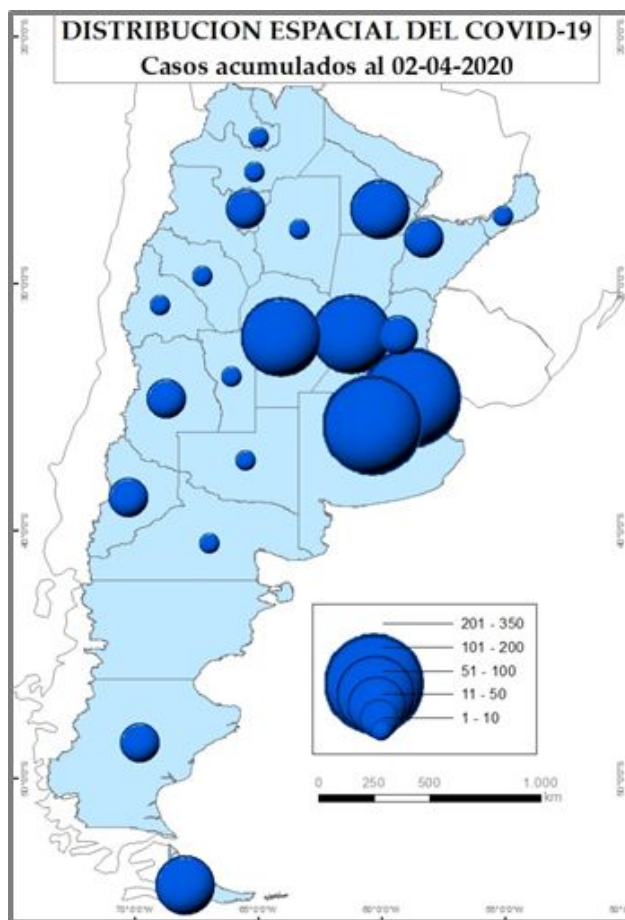 DISTRIBUCION ESPACIAL DEL COVID-19
Casos acumulados al 02-04-2020
201 - 350
101 - 200
51 - 100
11 - 50
1 - 10
0 250 500 1.000
km